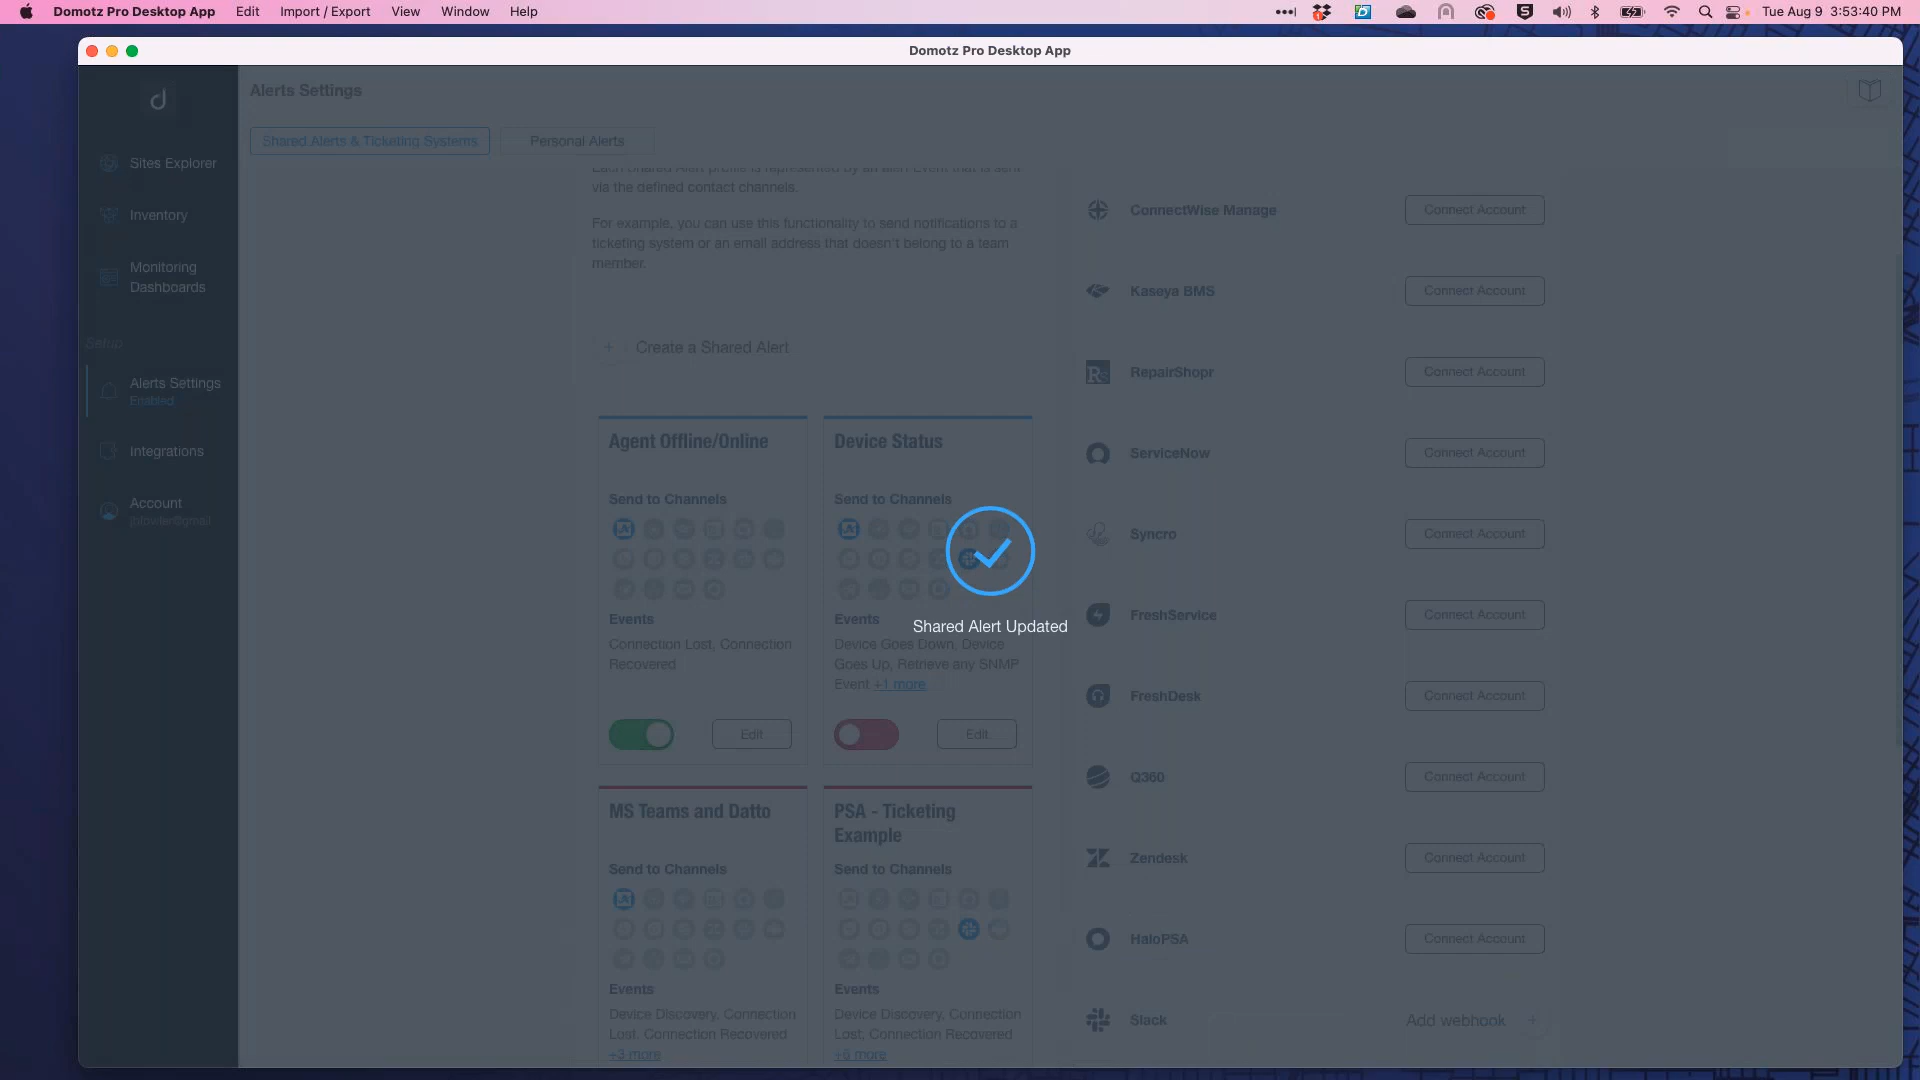 Domotz Pro Desktop App Edit Import / Export View Window Help
Tue Aug 9 3:53:40 PM
Domotz Pro Desktop App
Alerts Settings
Shared Alerts & Ticketing Systems
Personal Alerts
Sites Explorer
Inventory
Monitoring
Dashboards
Setup
Alerts Settings
Enabled
Integrations
Account
jbfowler@gmail
Each Shared Alert profile is represented by an alert Event that is sent
via the defined contact channels.
For example, you can use this functionality to send notifications to a
ticketing system or an email address that doesn't belong to a team
member.
+ Create a Shared Alert
Agent Offline/Online
Send to Channels
Events
Connection Lost, Connection
Recovered
Edit
Device Status
Send to Channels
Events
Device Goes Down, Device
Goes Up, Retrieve any SNMP
Event +1 more
Edit
Shared Alert Updated
MS Teams and Datto
Send to Channels
Events
Device Discovery, Connection
Lost, Connection Recovered
+3 more
PSA - Ticketing
Example
Send to Channels
Events
Device Discovery, Connection
Lost, Connection Recovered
+6 more
ConnectWise Manage Connect Account
Kaseya BMS Connect Account
RepairShopr Connect Account
ServiceNow Connect Account
Syncro Connect Account
FreshService Connect Account
FreshDesk Connect Account
Q360 Connect Account
Zendesk Connect Account
HaloPSA Connect Account
Slack Add webhook +